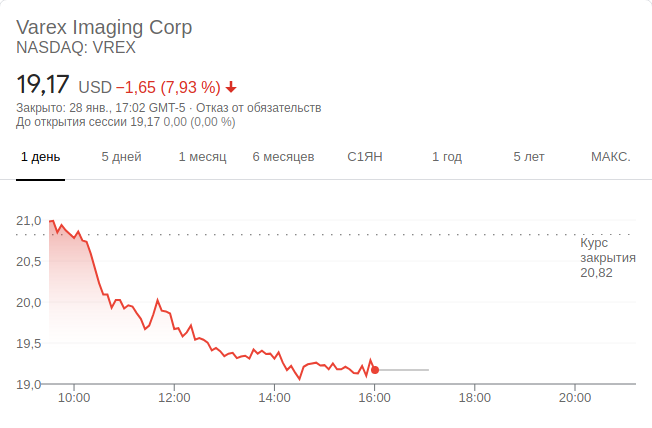 Varex Imaging Corp
NASDAQ: VREX
19,17 USD −1,65 (7,93 %)
Закрыто: 28 янв., 17:02 GMT-5 · Отказ от обязательств
До открытия сессии 19,17 0,00 (0,00 %)
1 день 5 дней 1 месяц 6 месяцев С1ЯН 1 год 5 лет МАКС.
21,0
Курс
закрытия
20,82
20,5
20,0
19,5
19,0
10:00 12:00 14:00 16:00 18:00 20:00